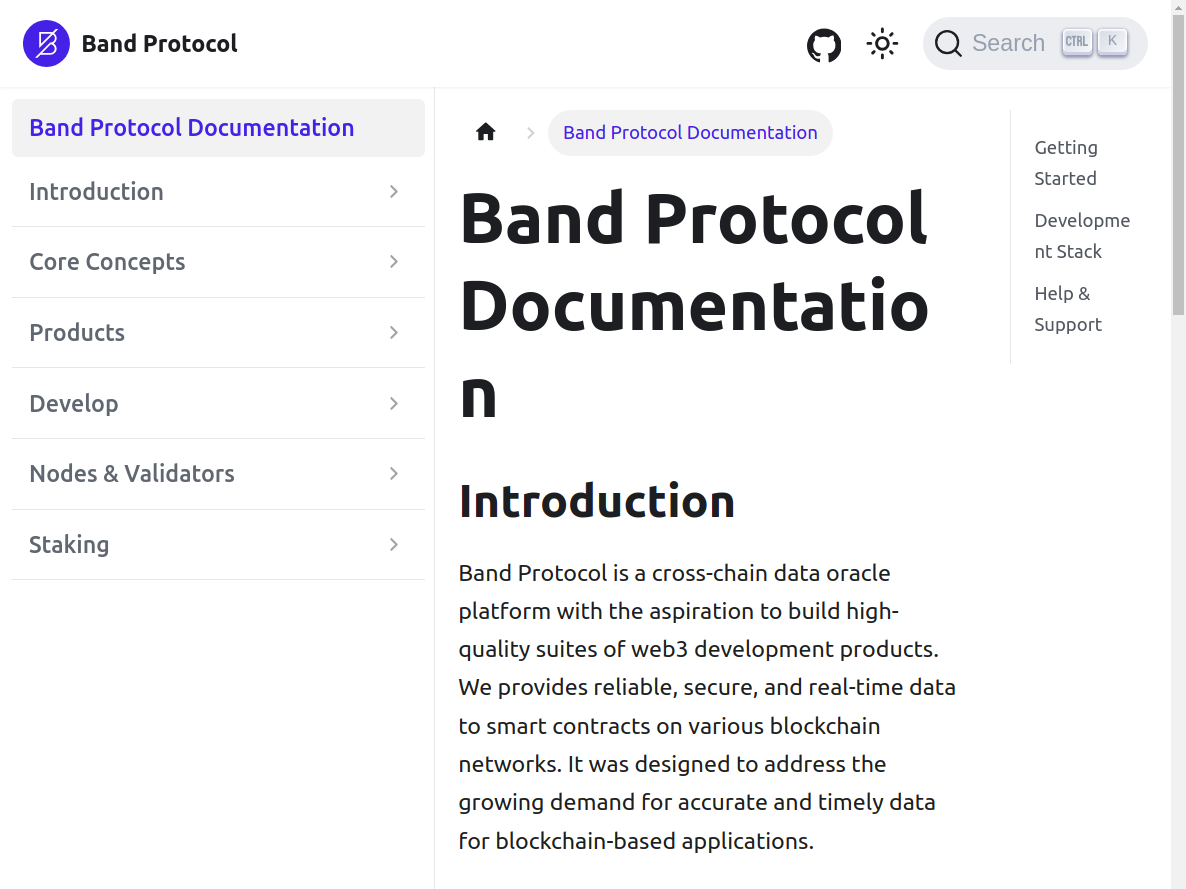 Band Protocol
Search
CTRL K
Band Protocol Documentation
Introduction
Core Concepts
Products
Develop
Nodes & Validators
Staking
Band Protocol Documentation
Band Protocol
Documentatio
n
Introduction
Band Protocol is a cross-chain data oracle
platform with the aspiration to build high-
quality suites of web3 development products.
We provides reliable, secure, and real-time data
to smart contracts on various blockchain
networks. It was designed to address the
growing demand for accurate and timely data
for blockchain-based applications.
Getting
Started
Developme
nt Stack
Help &
Support